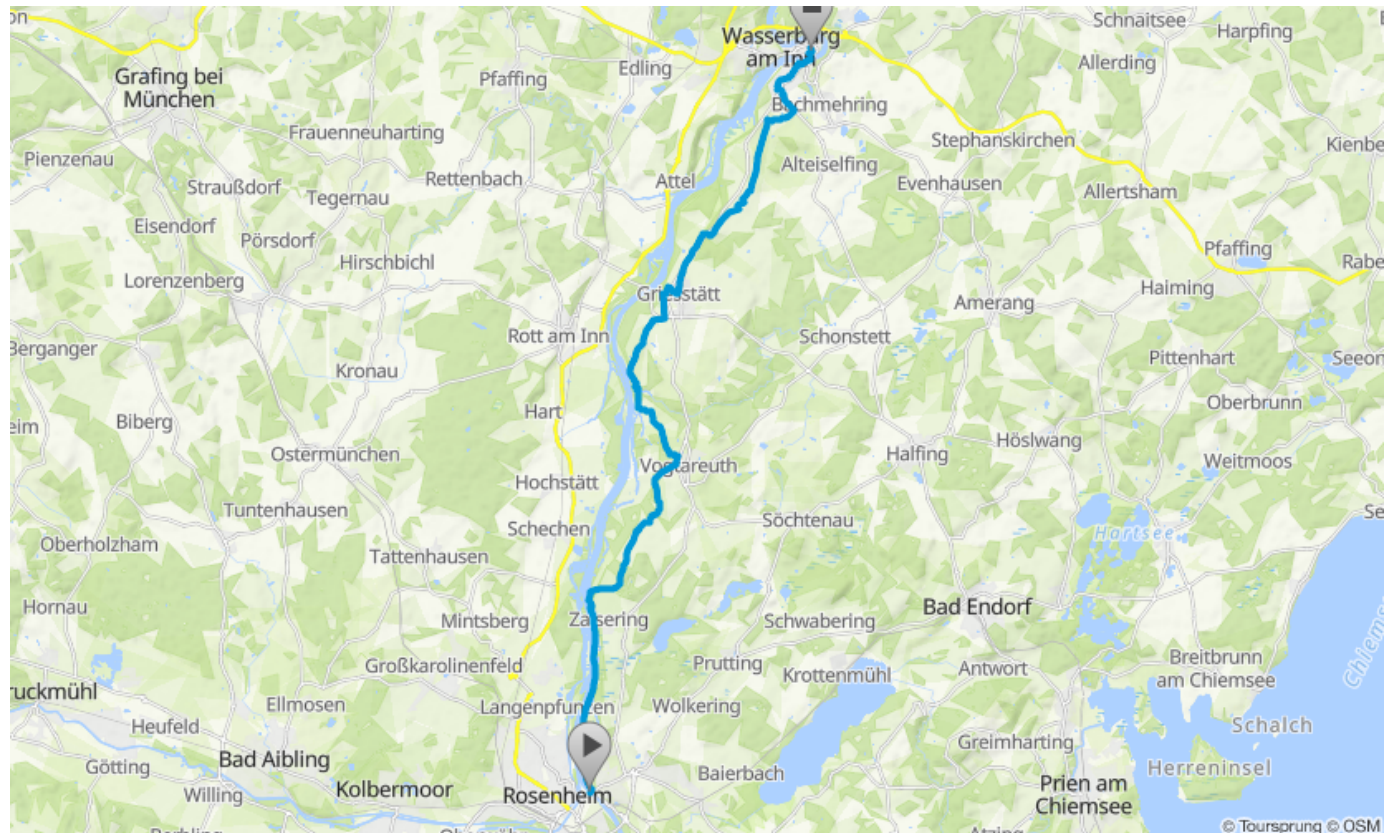 Schnaitsee
Harpfing
Wasserburg
am Inn
Edling
Allerding
Grafing bei
München
Pfaffing
Bachmehring
Frauenneuharting
Stephanskirchen
Pienzenau
Alteiselfing
Straußdorf
Rettenbach
Attel
Evenhausen
Allertsham
Tegernau
Eisendorf
Pörsdorf
Pfaffing
Hirschbichl
Lorenzenberg
Griesstätt
Haiming
Amerang
Rott am Inn
Schonstett
Berganger
Pittenhart
Kronau
Oberbrunn
Hart
Biberg
Höslwang
Ostermünchen
Halfing
Weitmoos
Vogtareuth
Hochstätt
Tuntenhausen
Söchtenau
Schechen
Hartsee
Oberholzham
Tattenhausen
Hornau
Bad Endorf
Mintsberg
Zaisering
Schwabering
Großkarolinenfeld
Prutting
Krottenmühl
Antwort
Breitbrunn
am Chiemsee
ruckmühl
Ellmosen
Langenpfunzen
Wolkering
Heufeld
Schalch
Greimharting
Bad Aibling
Götting
Baierbach
Herreninsel
Kolbermoor
Willing
Rosenheim
Prien am
Chiemsee
© Toursprung © OSM